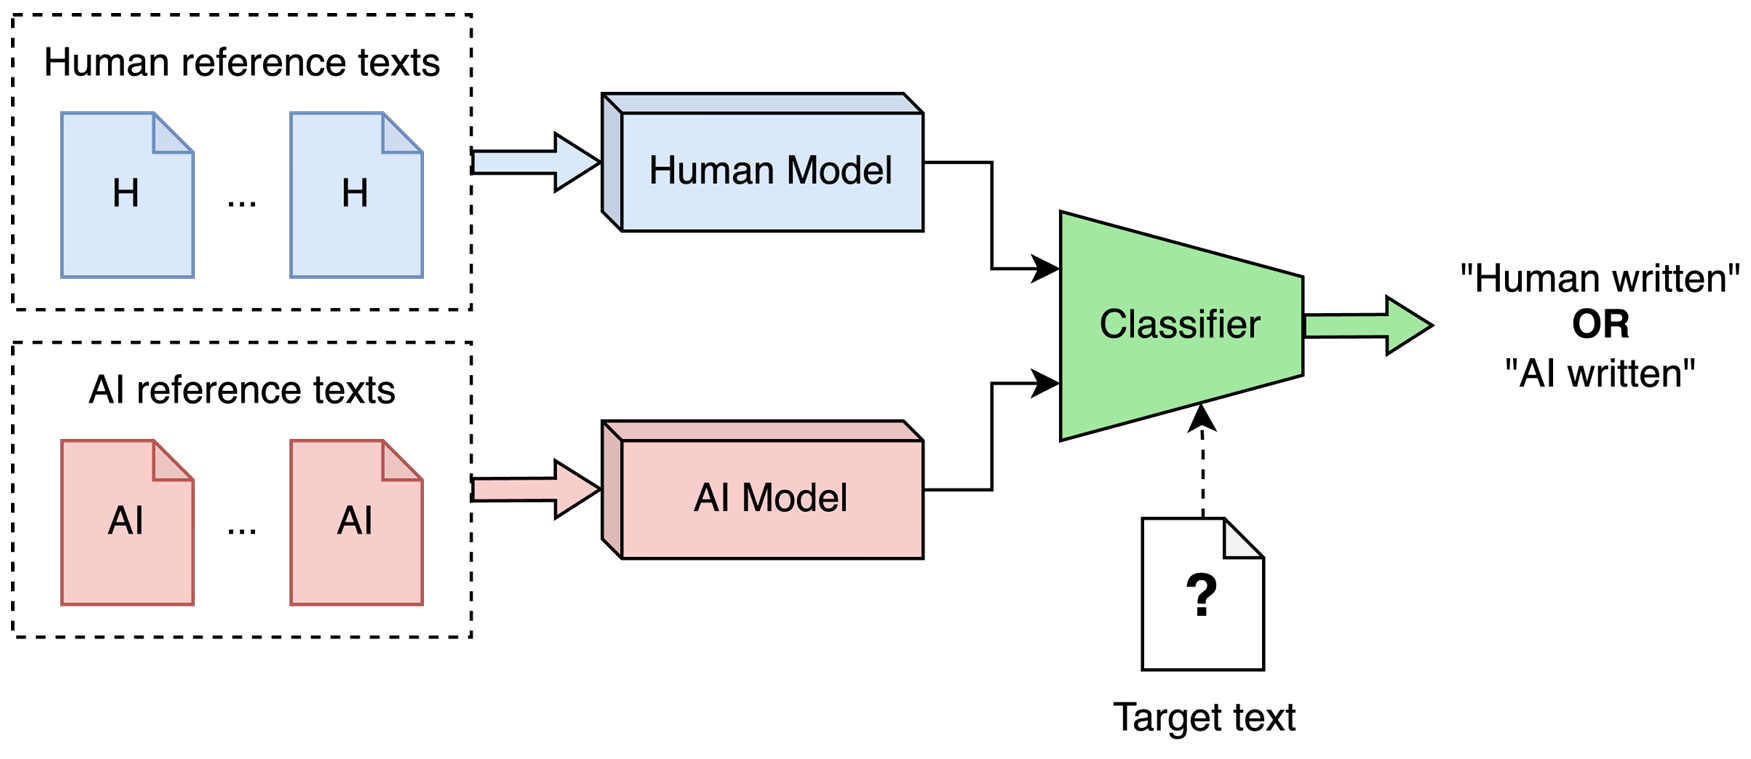 Human reference texts
H ... H
Human Model
AI reference texts
AI ... AI
AI Model
Classifier
"Human written"
OR
"AI written"
?
Target text